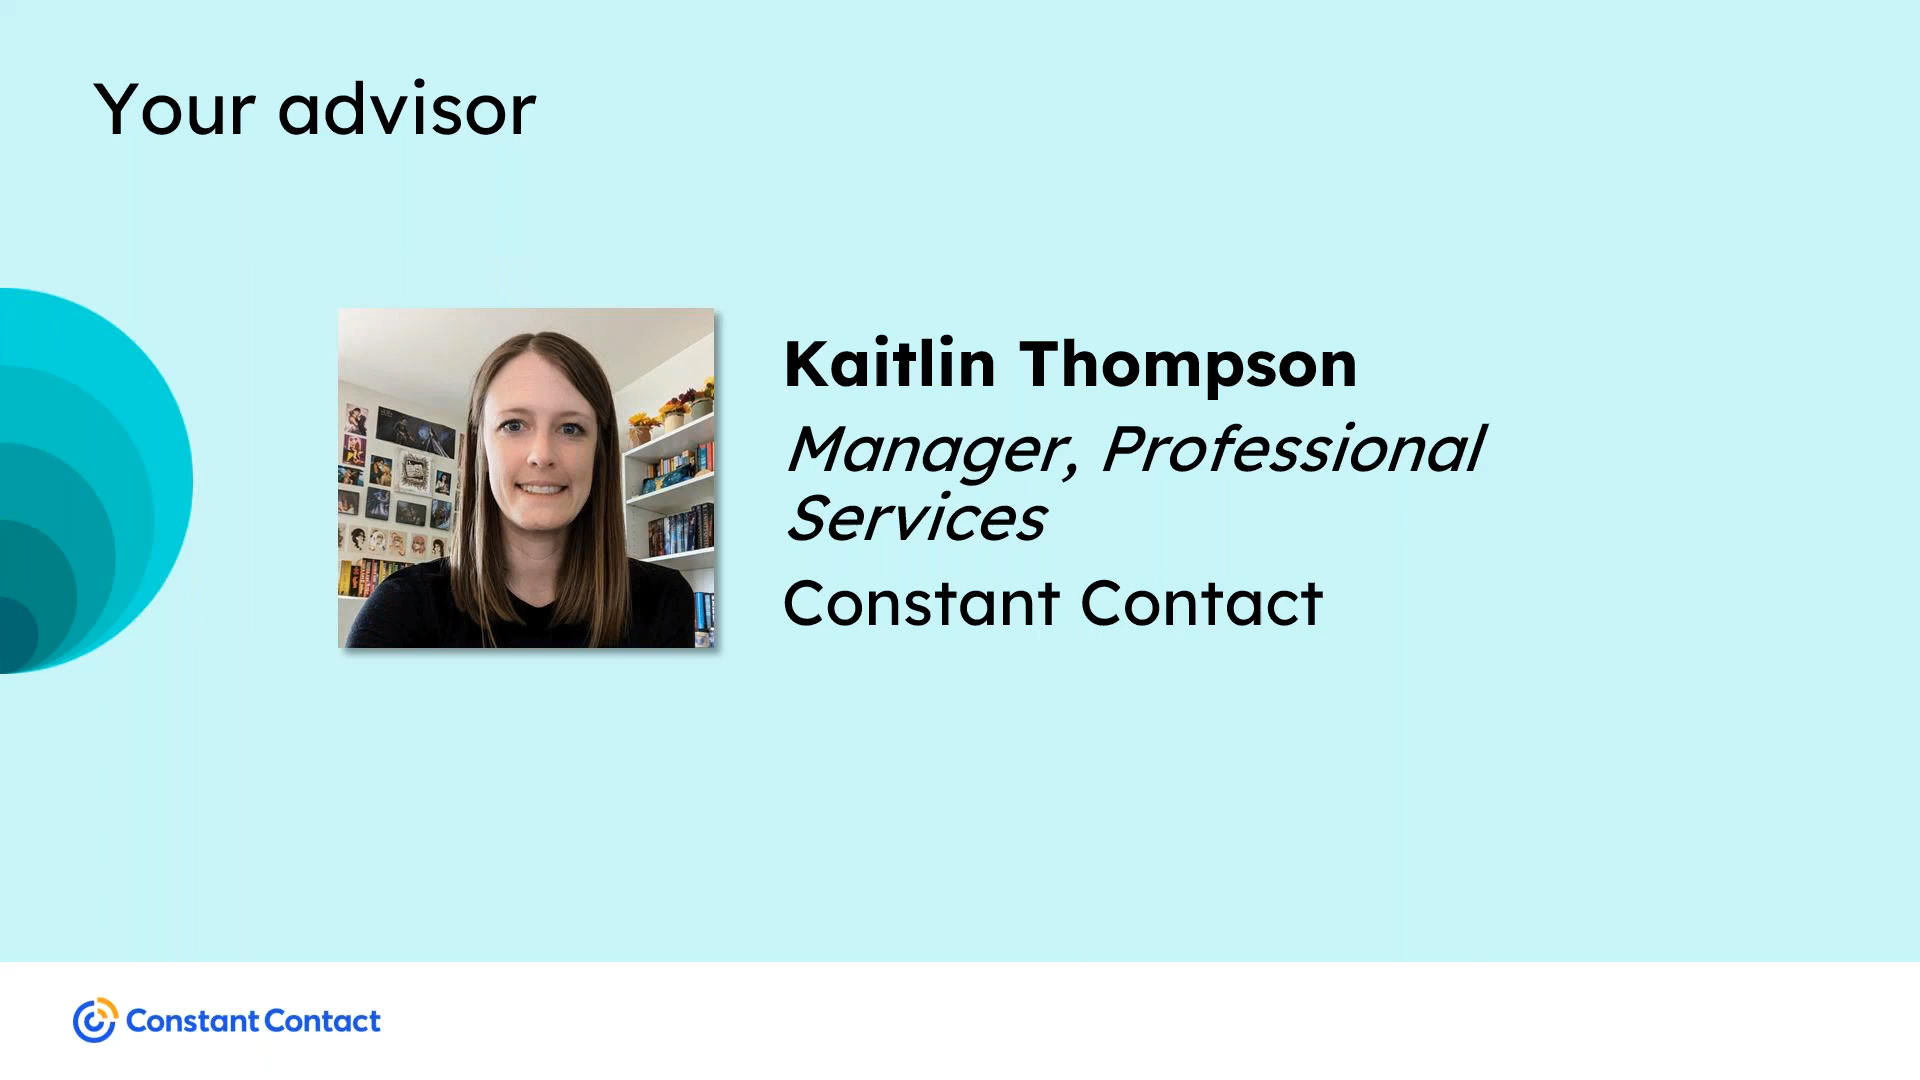 Your advisor
Kaitlin Thompson
Manager, Professional
Services
Constant Contact
Constant Contact